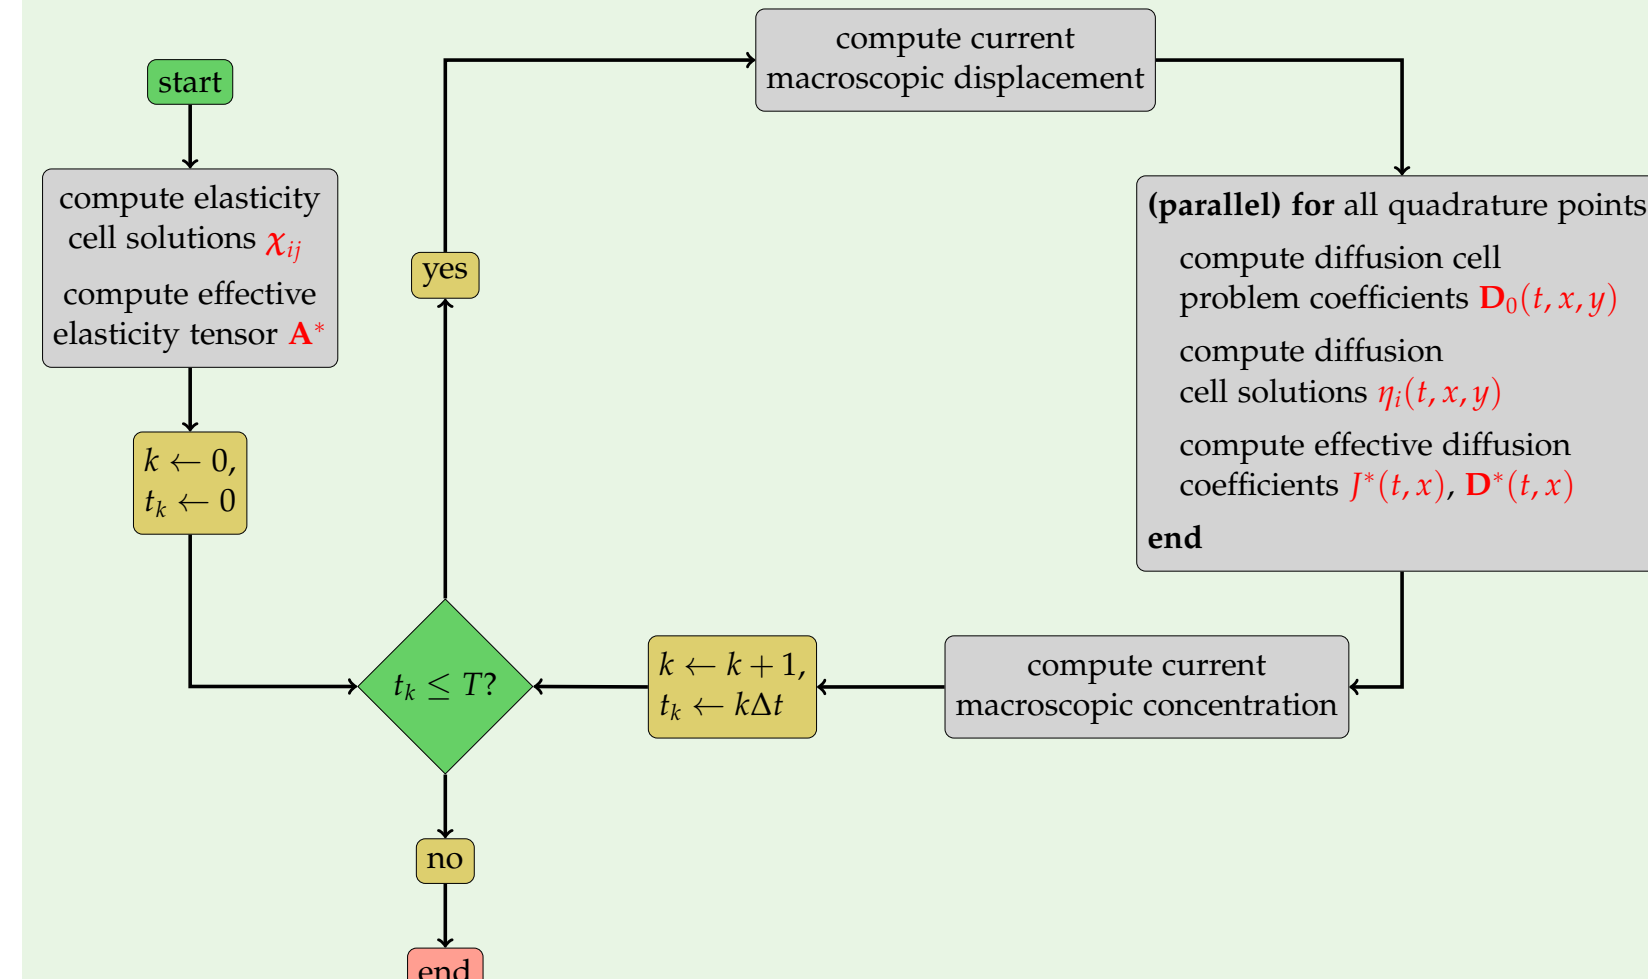 start
compute elasticity
cell solutions χ_ij
compute effective
elasticity tensor A*
k ← 0,
t_k ← 0
t_k ≤ T?
yes
compute current
macroscopic displacement
(parallel) for all quadrature points
compute diffusion cell
problem coefficients D_0(t, x, y)
compute diffusion
cell solutions η_i(t, x, y)
compute effective diffusion
coefficients J*(t, x), D*(t, x)
end
compute current
macroscopic concentration
k ← k + 1,
t_k ← kΔt
no
end